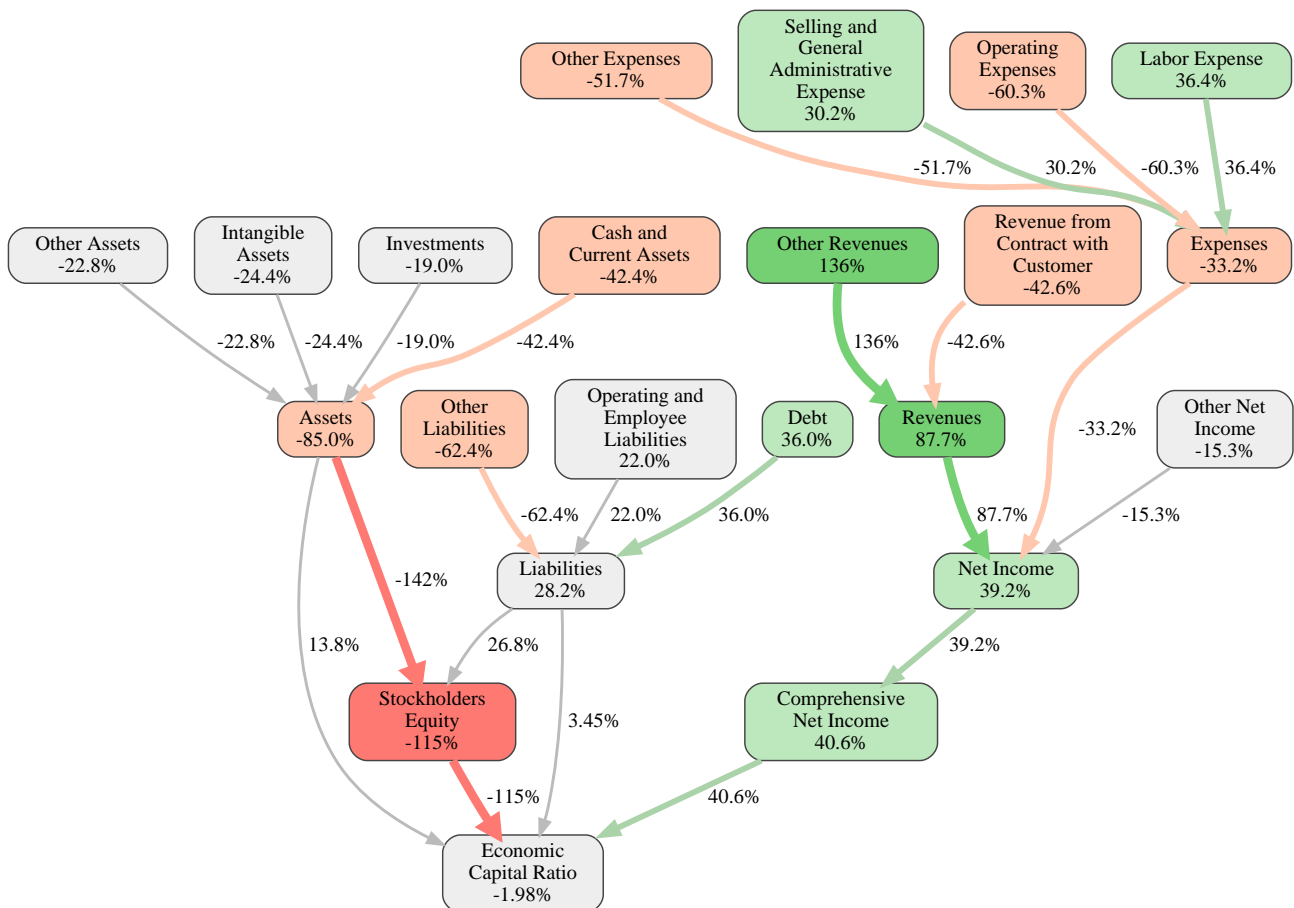 Other Expenses
-51.7%
Selling and
General
Administrative
Expense
30.2%
Operating
Expenses
-60.3%
Labor Expense
36.4%
-51.7%
30.2%
-60.3%
36.4%
Other Assets
-22.8%
Intangible
Assets
-24.4%
Investments
-19.0%
Cash and
Current Assets
-42.4%
Other Revenues
136%
Revenue from
Contract with
Customer
-42.6%
Expenses
-33.2%
-22.8%
-24.4%
-19.0%
-42.4%
136%
-42.6%
Assets
-85.0%
Other
Liabilities
-62.4%
Operating and
Employee
Liabilities
22.0%
Debt
36.0%
Revenues
87.7%
-33.2%
Other Net
Income
-15.3%
-62.4%
22.0%
36.0%
87.7%
-15.3%
-142%
Liabilities
28.2%
Net Income
39.2%
13.8%
26.8%
39.2%
Stockholders
Equity
-115%
3.45%
Comprehensive
Net Income
40.6%
-115%
40.6%
Economic
Capital Ratio
-1.98%